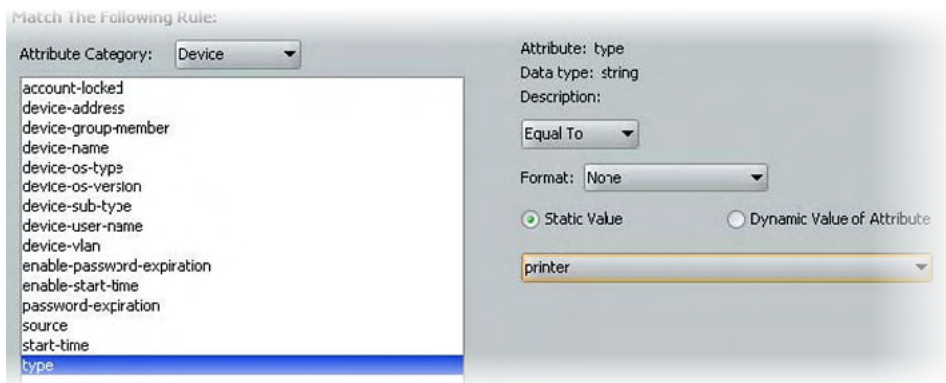 Match The Following Rule:
Attribute Category: Device
account-locked
device-address
device-group-member
device-name
device-os-type
device-os-version
device-sub-type
device-user-name
device-vlan
enable-password-expiration
enable-start-time
password-expiration
source
start-time
type
Attribute: type
Data type: string
Description:
Equal To
Format: None
Static Value Dynamic Value of Attribute
printer